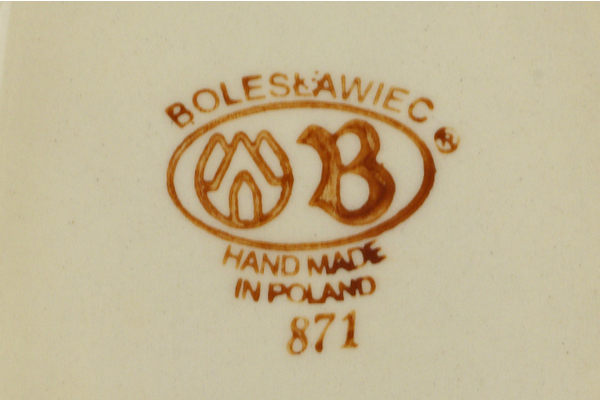 BOLESŁAWIEC ®
B
HAND MADE
IN POLAND
871